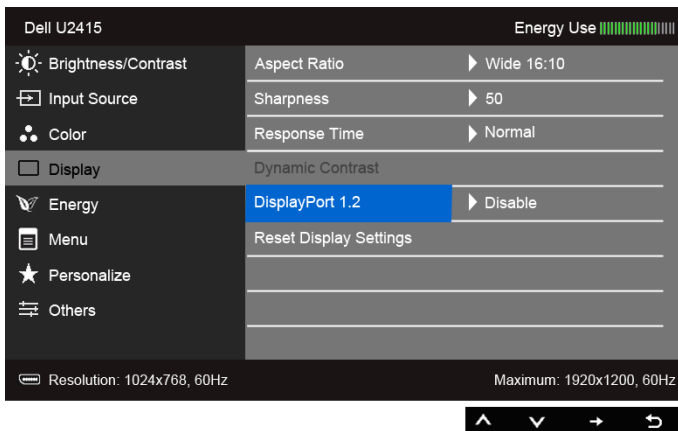 Dell U2415 Energy Use
Brightness/Contrast Aspect Ratio Wide 16:10
Input Source Sharpness 50
Color Response Time Normal
Display Dynamic Contrast
Energy DisplayPort 1.2 Disable
Menu Reset Display Settings
Personalize
Others
Resolution: 1024x768, 60Hz Maximum: 1920x1200, 60Hz